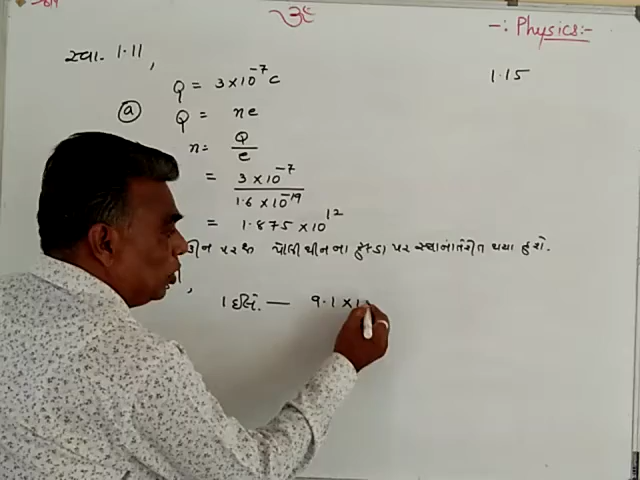 ॐ
-: Physics:-
સ્વા. 1.11,
1.15
Q = 3×10⁻⁷ C
ⓐ Q = ne
n = Q/e
= 3 ×10⁻⁷ / 1.6 ×10⁻¹⁹
= 1.875 ×10¹²
પરથી પોલીથીન ના ટુકડા પર સ્થાનાંતરીત થયા હશે.
1 ઇલે. — 9.1 ×1